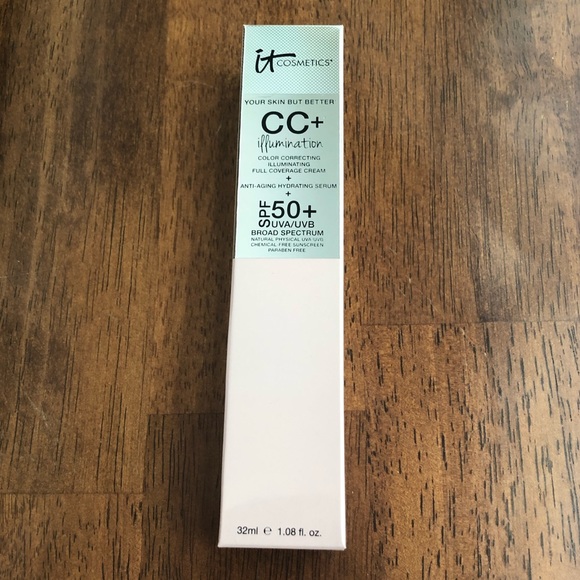 it COSMETICS®
YOUR SKIN BUT BETTER
CC+
illumination
COLOR CORRECTING
ILLUMINATING
FULL COVERAGE CREAM
+
ANTI-AGING HYDRATING SERUM
+
SPF 50+
UVA/UVB
BROAD SPECTRUM
NATURAL PHYSICAL UVA/UVB
CHEMICAL FREE SUNSCREEN
PARABEN FREE
32ml ℮ 1.08 fl. oz.